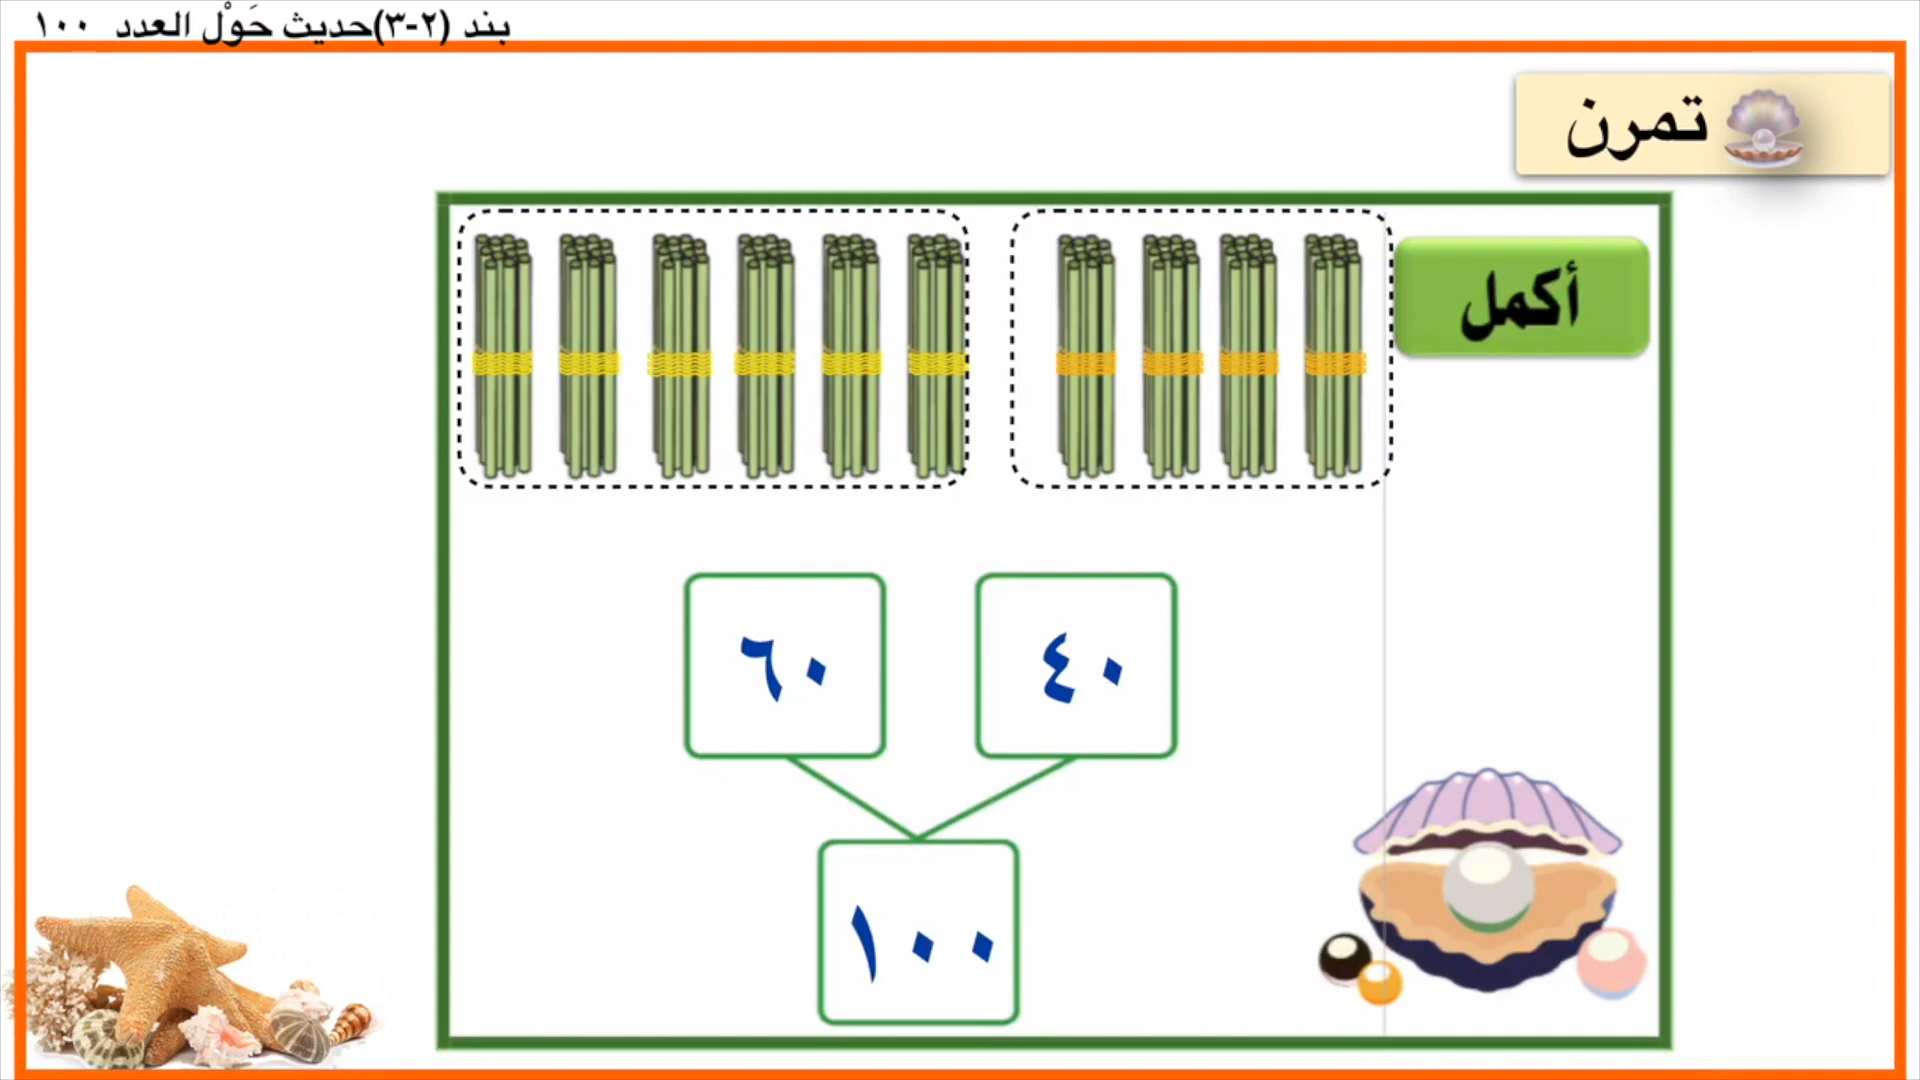 بند (٢-٣)حديث حَوْل العدد ١٠٠
تمرن
أكمل
٤٠
٦٠
١٠٠